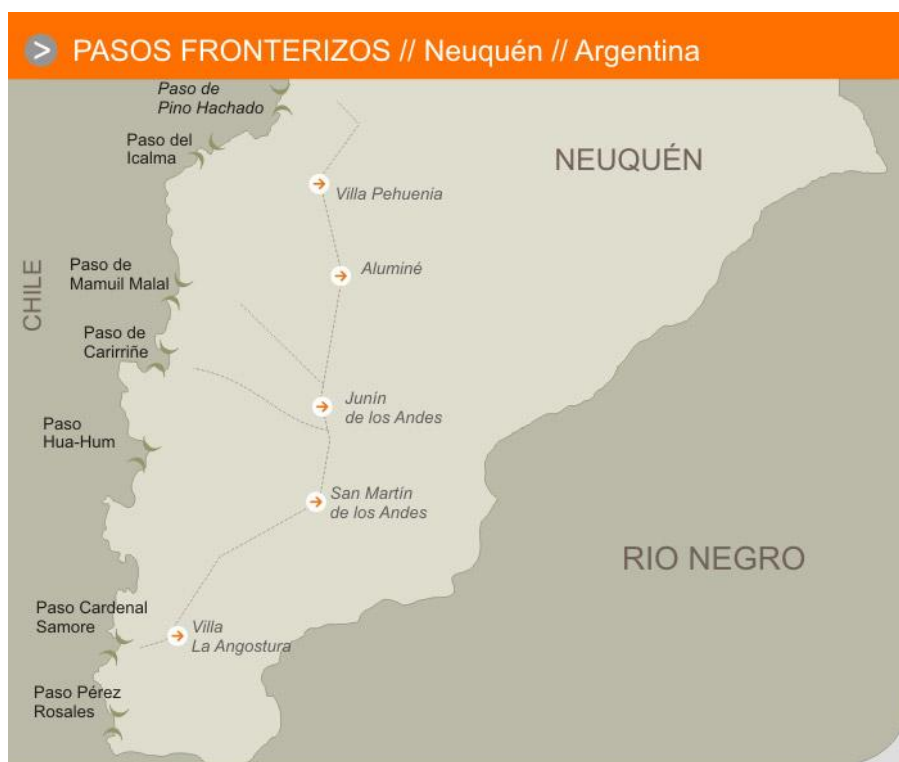 PASOS FRONTERIZOS // Neuquén // Argentina
Paso de
Pino Hachado
Paso del
Icalma
NEUQUÉN
Villa Pehuenia
CHILE
Paso de
Mamuil Malal
Aluminé
Paso de
Carirriñe
Junín
de los Andes
Paso
Hua-Hum
San Martín
de los Andes
RIO NEGRO
Paso Cardenal
Samore
Villa
La Angostura
Paso Pérez
Rosales